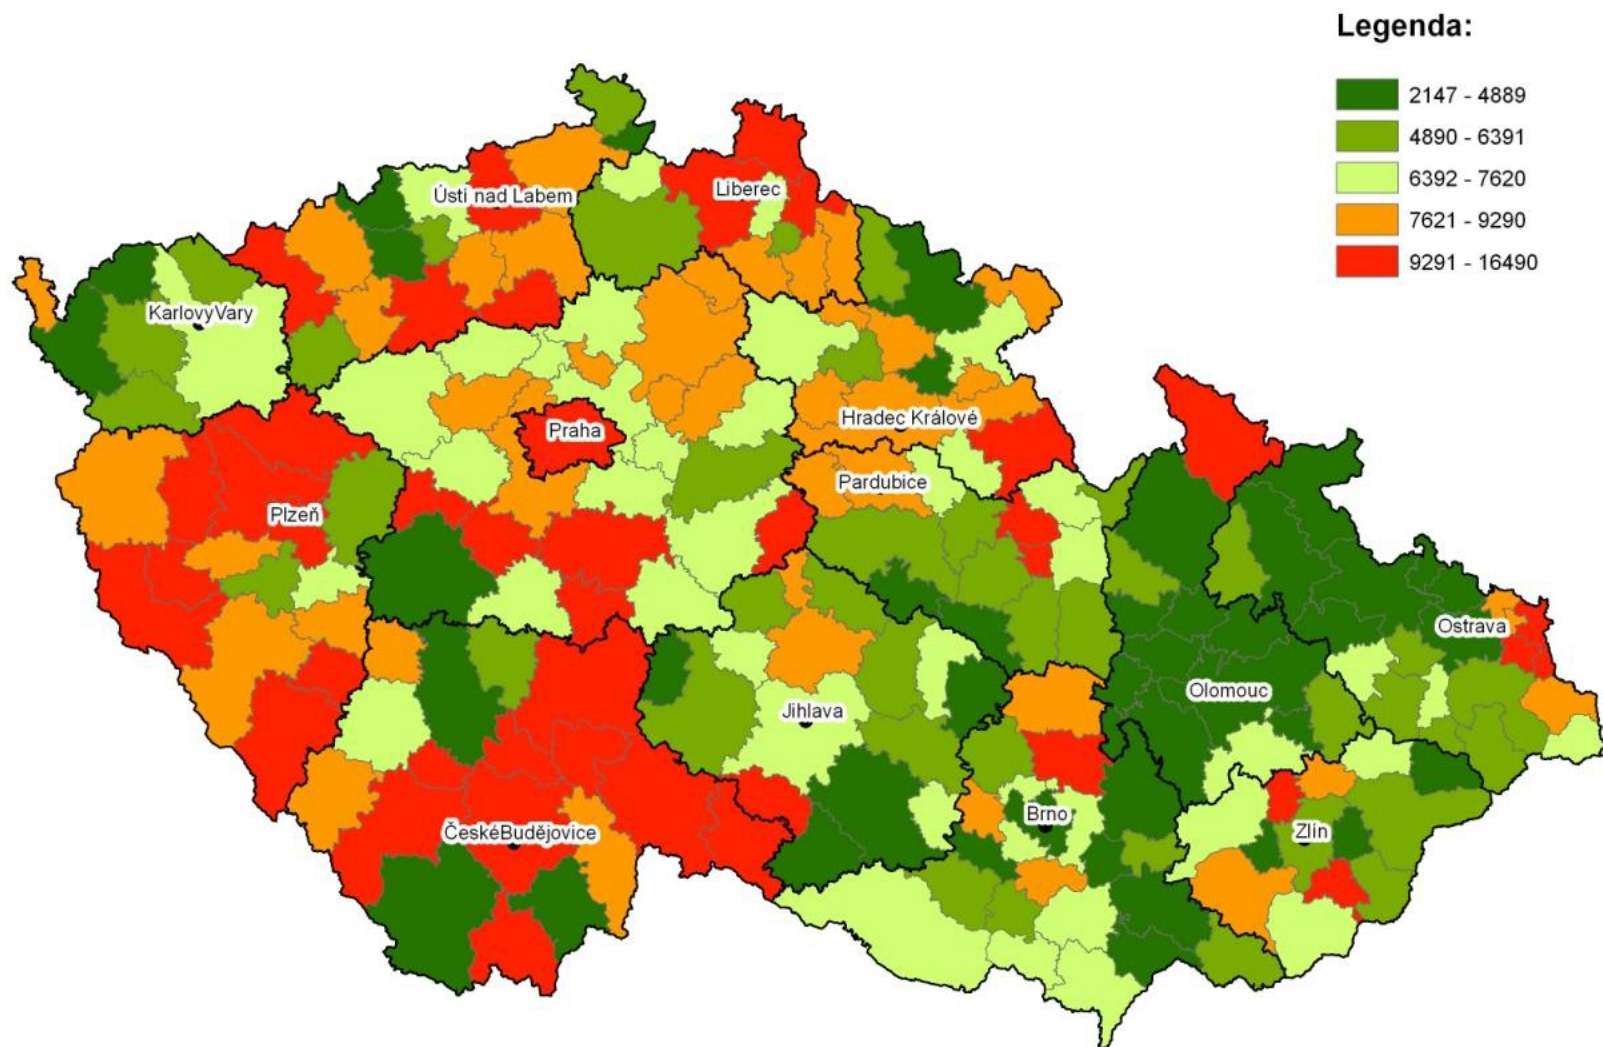 Legenda:
2147 - 4889
4890 - 6391
6392 - 7620
7621 - 9290
9291 - 16490
Ústí nad Labem
Liberec
KarlovyVary
Praha
Hradec Králové
Pardubice
Plzeň
Ostrava
Olomouc
Jihlava
Brno
ČeskéBudějovice
Zlín